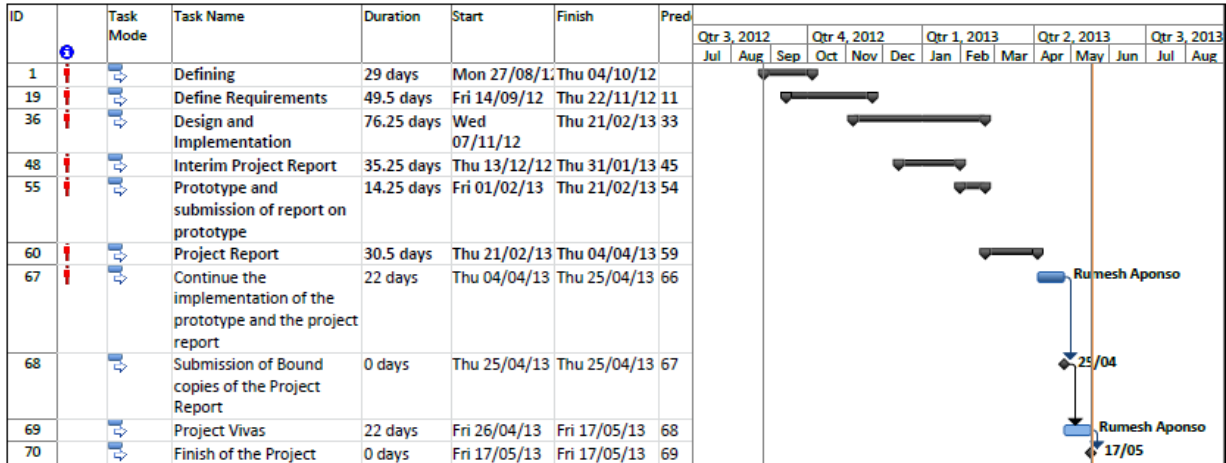 ID Task Mode Task Name Duration Start Finish Pred
Qtr 3, 2012 Qtr 4, 2012 Qtr 1, 2013 Qtr 2, 2013 Qtr 3, 2013
Jul Aug Sep Oct Nov Dec Jan Feb Mar Apr May Jun Jul Aug
1 Defining 29 days Mon 27/08/12 Thu 04/10/12
19 Define Requirements 49.5 days Fri 14/09/12 Thu 22/11/12 11
36 Design and Implementation 76.25 days Wed 07/11/12 Thu 21/02/13 33
48 Interim Project Report 35.25 days Thu 13/12/12 Thu 31/01/13 45
55 Prototype and submission of report on prototype 14.25 days Fri 01/02/13 Thu 21/02/13 54
60 Project Report 30.5 days Thu 21/02/13 Thu 04/04/13 59
67 Continue the implementation of the prototype and the project report 22 days Thu 04/04/13 Thu 25/04/13 66
Rumesh Aponso
68 Submission of Bound copies of the Project Report 0 days Thu 25/04/13 Thu 25/04/13 67
25/04
69 Project Vivas 22 days Fri 26/04/13 Fri 17/05/13 68
Rumesh Aponso
70 Finish of the Project 0 days Fri 17/05/13 Fri 17/05/13 69
17/05